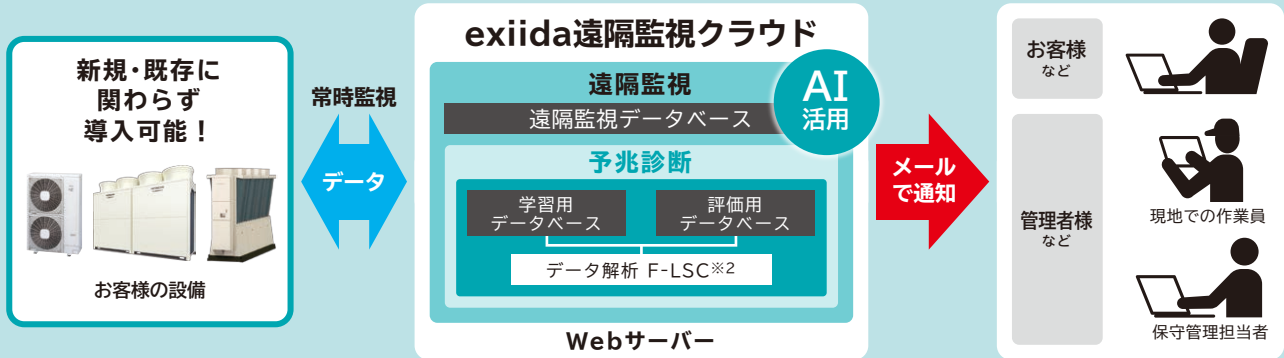 新規･既存に
関わらず
導入可能！
お客様の設備
常時監視
データ
exiida遠隔監視クラウド
遠隔監視
AI
活用
遠隔監視データベース
予兆診断
学習用
データベース
評価用
データベース
データ解析 F-LSC※2
Webサーバー
メール
で通知
お客様
など
管理者様
など
現地での作業員
保守管理担当者